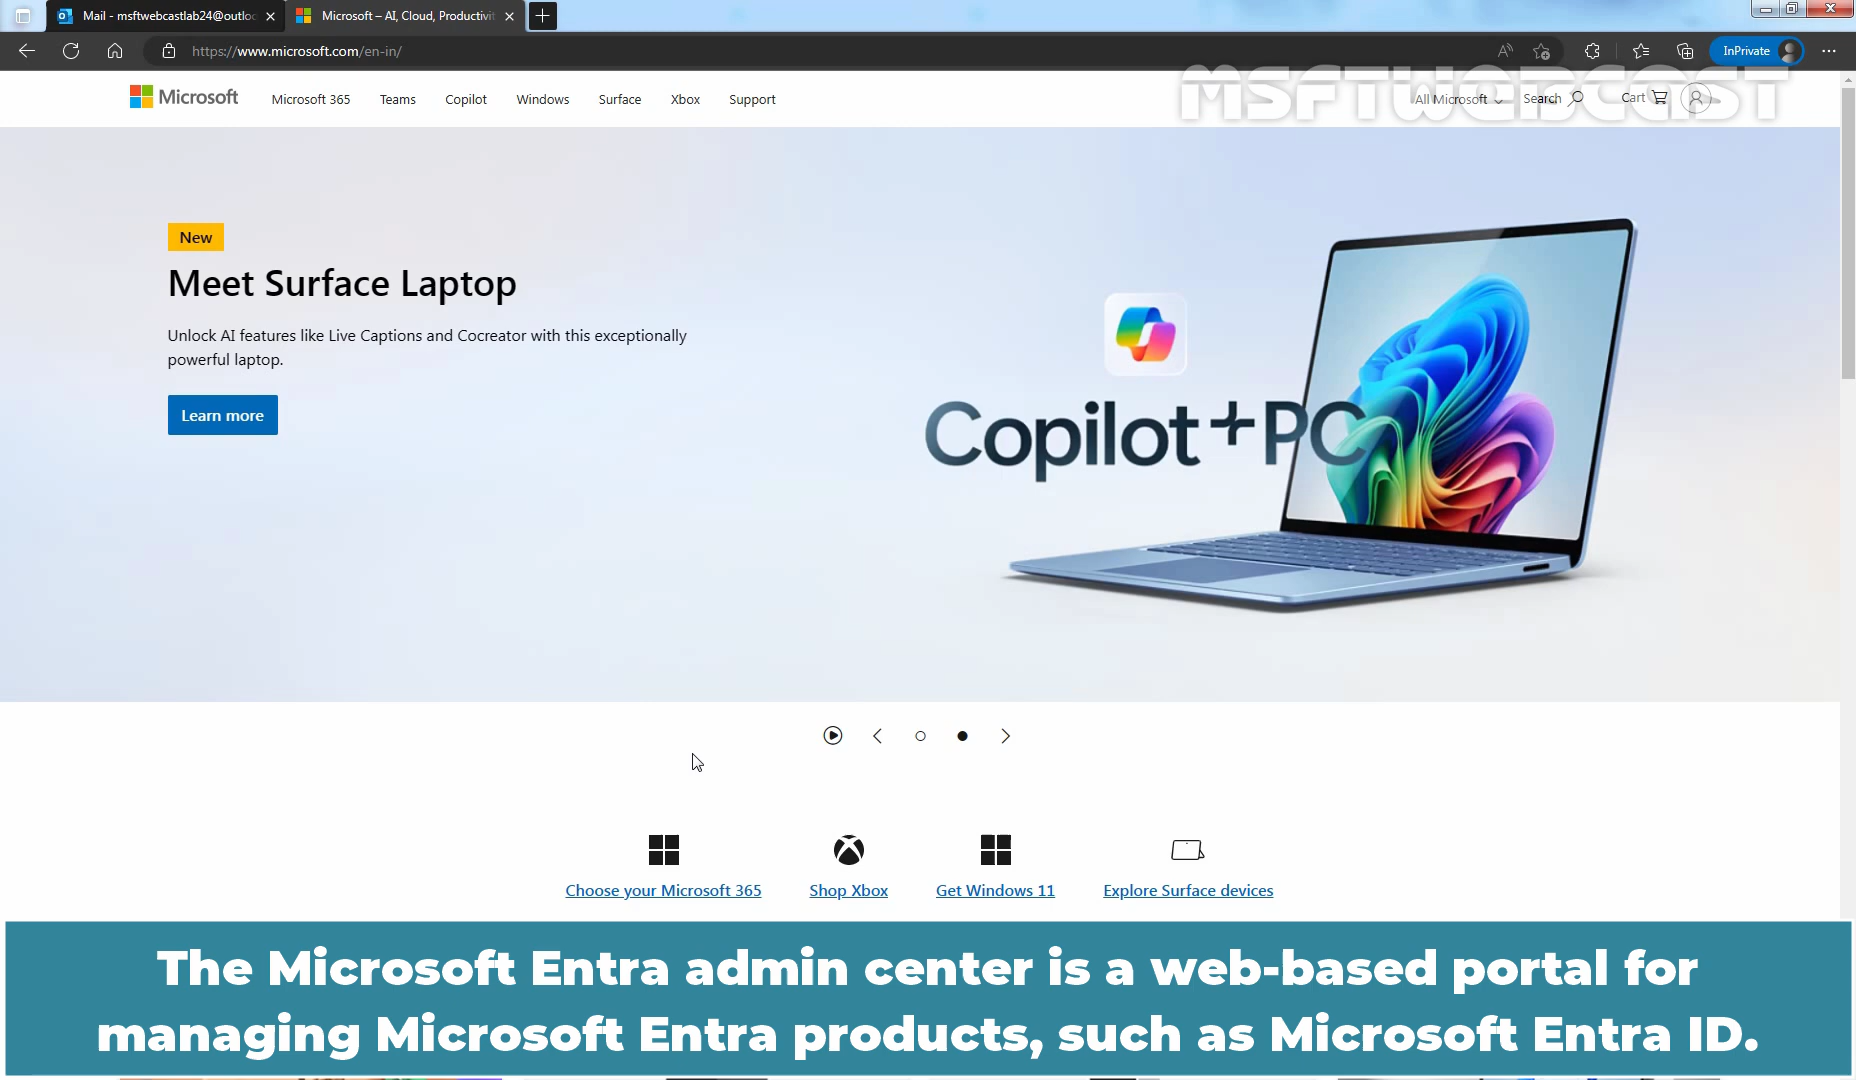 Mail - msftwebcastlab24@outloo
Microsoft – AI, Cloud, Productivit
https://www.microsoft.com/en-in/
InPrivate
MSFTWEBCAST
Microsoft
Microsoft 365
Teams
Copilot
Windows
Surface
Xbox
Support
All Microsoft
Search
Cart
New
Meet Surface Laptop
Unlock AI features like Live Captions and Cocreator with this exceptionally
powerful laptop.
Learn more
Copilot+PC
Choose your Microsoft 365
Shop Xbox
Get Windows 11
Explore Surface devices
The Microsoft Entra admin center is a web-based portal for
managing Microsoft Entra products, such as Microsoft Entra ID.